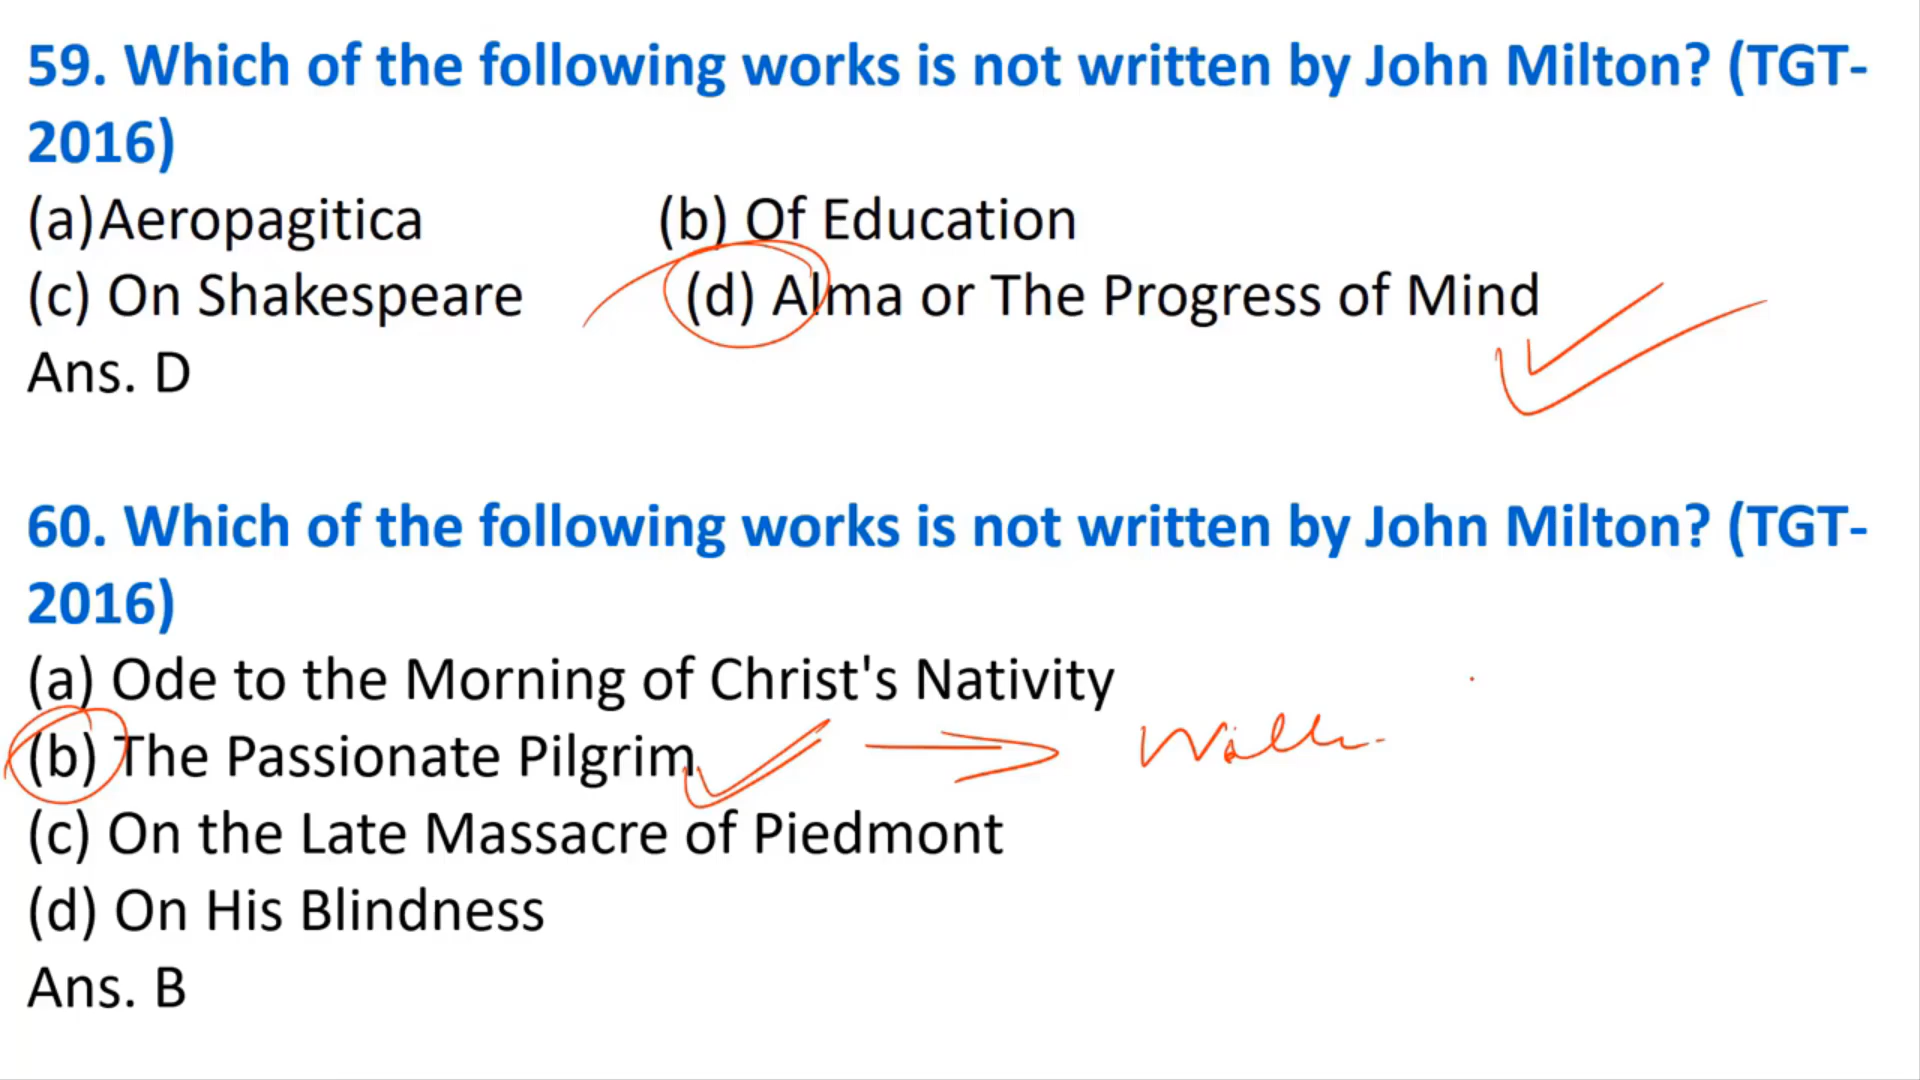 59. Which of the following works is not written by John Milton? (TGT-
2016)
(a)Aeropagitica (b) Of Education
(c) On Shakespeare (d) Alma or The Progress of Mind
Ans. D
60. Which of the following works is not written by John Milton? (TGT-
2016)
(a) Ode to the Morning of Christ's Nativity
(b) The Passionate Pilgrim
(c) On the Late Massacre of Piedmont
(d) On His Blindness
Ans. B